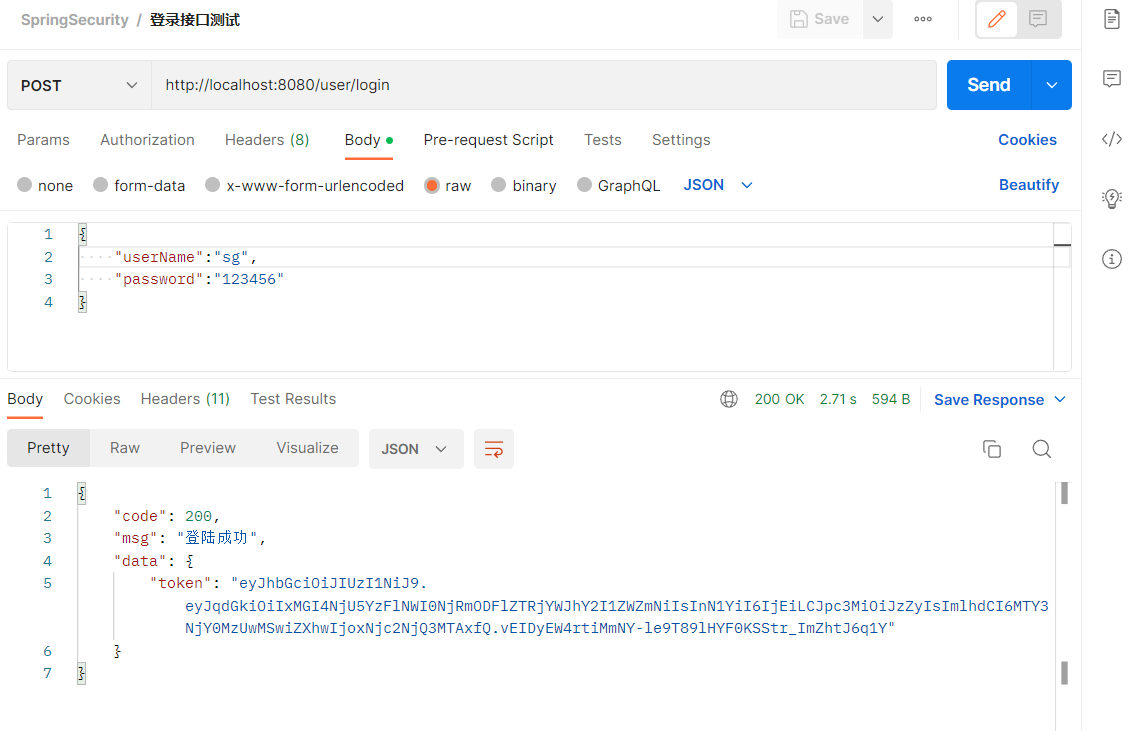 SpringSecurity / 登录接口测试
Save
POST
http://localhost:8080/user/login
Send
Params Authorization Headers (8) Body Pre-request Script Tests Settings Cookies
none form-data x-www-form-urlencoded raw binary GraphQL JSON Beautify
1 {
2 "userName":"sg",
3 "password":"123456"
4 }
Body Cookies Headers (11) Test Results 200 OK 2.71 s 594 B Save Response
Pretty Raw Preview Visualize JSON
1 {
2 "code": 200,
3 "msg": "登陆成功",
4 "data": {
5 "token": "eyJhbGciOiJIUzI1NiJ9.
eyJqdGkiOiIxMGI4NjU5YzFlNWI0NjRmODFlZTRjYWJhY2I1ZWZmNiIsInN1YiI6IjEiLCJpc3MiOiJzZyIsImlhdCI6MTY3
NjY0MzUwMSwiZXhwIjoxNjc2NjQ3MTAxfQ.vEIDyEW4rtiMmNY-le9T89lHYF0KSStr_ImZhtJ6q1Y"
6 }
7 }